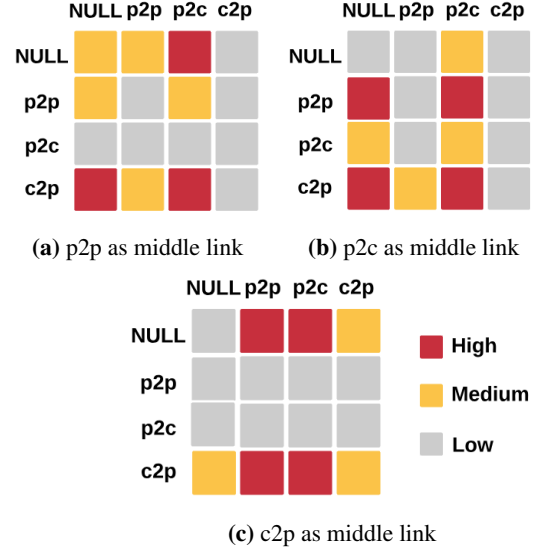 NULL p2p p2c c2p
NULL
p2p
p2c
c2p
(a) p2p as middle link
NULL p2p p2c c2p
NULL
p2p
p2c
c2p
(b) p2c as middle link
NULL p2p p2c c2p
NULL
p2p
p2c
c2p
High
Medium
Low
(c) c2p as middle link